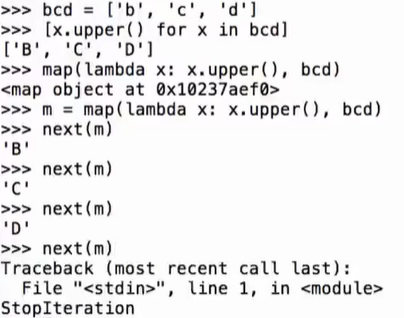 >>> bcd = ['b', 'c', 'd']
>>> [x.upper() for x in bcd]
['B', 'C', 'D']
>>> map(lambda x: x.upper(), bcd)
<map object at 0x10237aef0>
>>> m = map(lambda x: x.upper(), bcd)
>>> next(m)
'B'
>>> next(m)
'C'
>>> next(m)
'D'
>>> next(m)
Traceback (most recent call last):
  File "<stdin>", line 1, in <module>
StopIteration